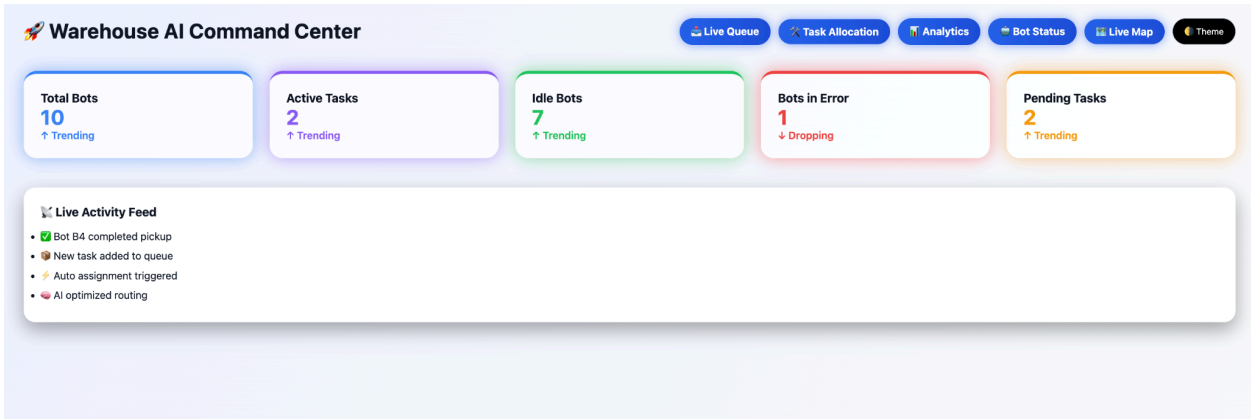 🚀 Warehouse AI Command Center
📥 Live Queue
🛠 Task Allocation
📊 Analytics
🤖 Bot Status
🗺 Live Map
🌓 Theme
Total Bots
10
↑ Trending
Active Tasks
2
↑ Trending
Idle Bots
7
↑ Trending
Bots in Error
1
↓ Dropping
Pending Tasks
2
↑ Trending
📡 Live Activity Feed
• ✅ Bot B4 completed pickup
• 📦 New task added to queue
• ⚡ Auto assignment triggered
• 🧠 AI optimized routing